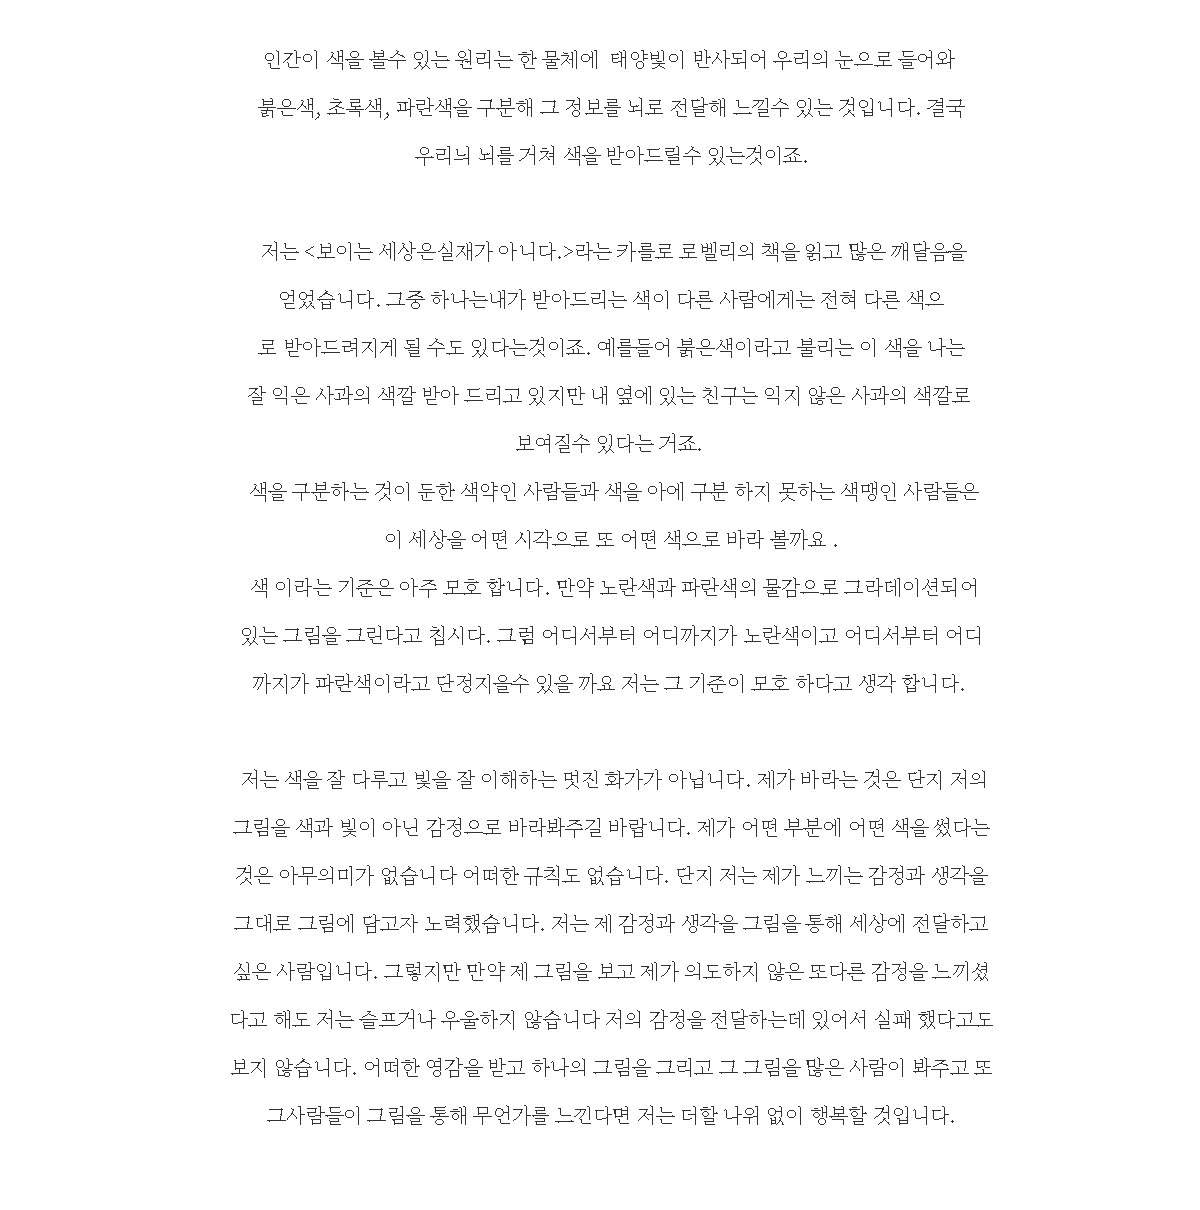 인간이 색을 볼수 있는 원리는 한 물체에  태양빛이 반사되어 우리의 눈으로 들어와
붉은색, 초록색, 파란색을 구분해 그 정보를 뇌로 전달해 느낄수 있는 것입니다. 결국
우리늬 뇌를 거쳐 색을 받아드릴수 있는것이죠.
저는 <보이는 세상은실재가 아니다.>라는 카를로 로벨리의 책을 읽고 많은 깨달음을
얻었습니다. 그중 하나는내가 받아드리는 색이 다른 사람에게는 전혀 다른 색으
로 받아드려지게 될 수도 있다는것이죠. 예를들어 붉은색이라고 불리는 이 색을 나는
잘 익은 사과의 색깔 받아 드리고 있지만 내 옆에 있는 친구는 익지 않은 사과의 색깔로
보여질수 있다는 거죠.
색을 구분하는 것이 둔한 색약인 사람들과 색을 아에 구분 하지 못하는 색맹인 사람들은
이 세상을 어떤 시각으로 또 어떤 색으로 바라 볼까요 .
색 이라는 기준은 아주 모호 합니다. 만약 노란색과 파란색의 물감으로 그라데이션되어
있는 그림을 그린다고 칩시다. 그럼 어디서부터 어디까지가 노란색이고 어디서부터 어디
까지가 파란색이라고 단정지을수 있을 까요 저는 그 기준이 모호 하다고 생각 합니다.
저는 색을 잘 다루고 빛을 잘 이해하는 멋진 화가가 아닙니다. 제가 바라는 것은 단지 저의
그림을 색과 빛이 아닌 감정으로 바라봐주길 바랍니다. 제가 어떤 부분에 어떤 색을 썼다는
것은 아무의미가 없습니다 어떠한 규칙도 없습니다. 단지 저는 제가 느끼는 감정과 생각을
그대로 그림에 담고자 노력했습니다. 저는 제 감정과 생각을 그림을 통해 세상에 전달하고
싶은 사람입니다. 그렇지만 만약 제 그림을 보고 제가 의도하지 않은 또다른 감정을 느끼셨
다고 해도 저는 슬프거나 우울하지 않습니다 저의 감정을 전달하는데 있어서 실패 했다고도
보지 않습니다. 어떠한 영감을 받고 하나의 그림을 그리고 그 그림을 많은 사람이 봐주고 또
그사람들이 그림을 통해 무언가를 느낀다면 저는 더할 나위 없이 행복할 것입니다.